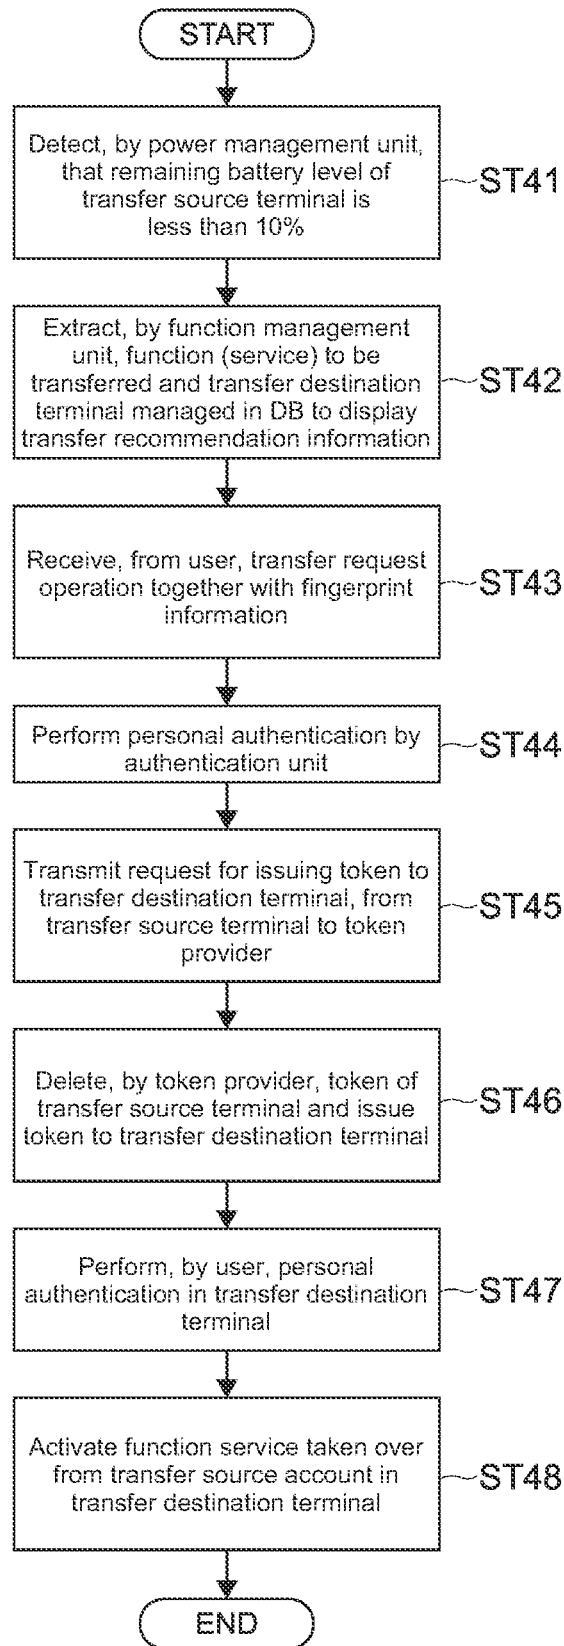 START
Detect, by power management unit,
that remaining battery level of
transfer source terminal is
less than 10%
ST41
Extract, by function management
unit, function (service) to be
transferred and transfer destination
terminal managed in DB to display
transfer recommendation information
ST42
Receive, from user, transfer request
operation together with fingerprint
information
ST43
Perform personal authentication by
authentication unit
ST44
Transmit request for issuing token to
transfer destination terminal, from
transfer source terminal to token
provider
ST45
Delete, by token provider, token of
transfer source terminal and issue
token to transfer destination terminal
ST46
Perform, by user, personal
authentication in transfer destination
terminal
ST47
Activate function service taken over
from transfer source account in
transfer destination terminal
ST48
END